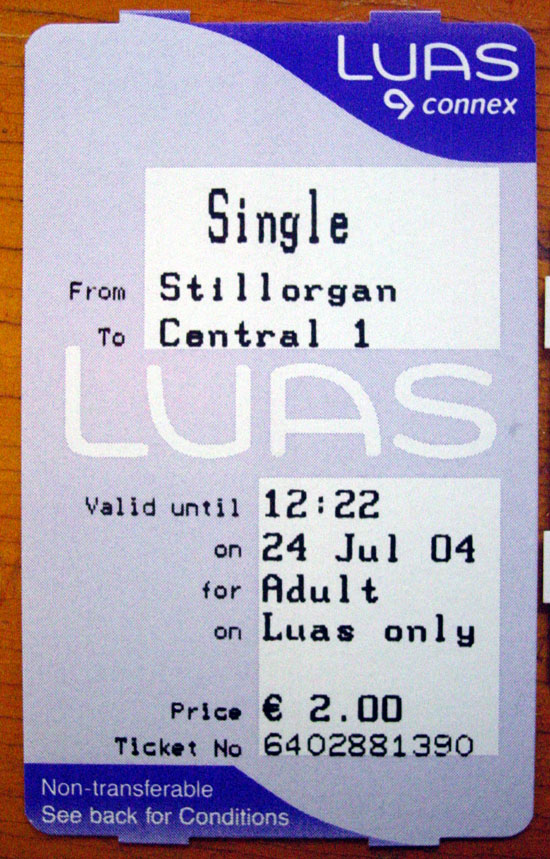 LUAS
connex
Single
From Stillorgan
To Central 1
LUAS
Valid until 12:22
on 24 Jul 04
for Adult
on Luas only
Price € 2.00
Ticket No 6402881390
Non-transferable
See back for Conditions